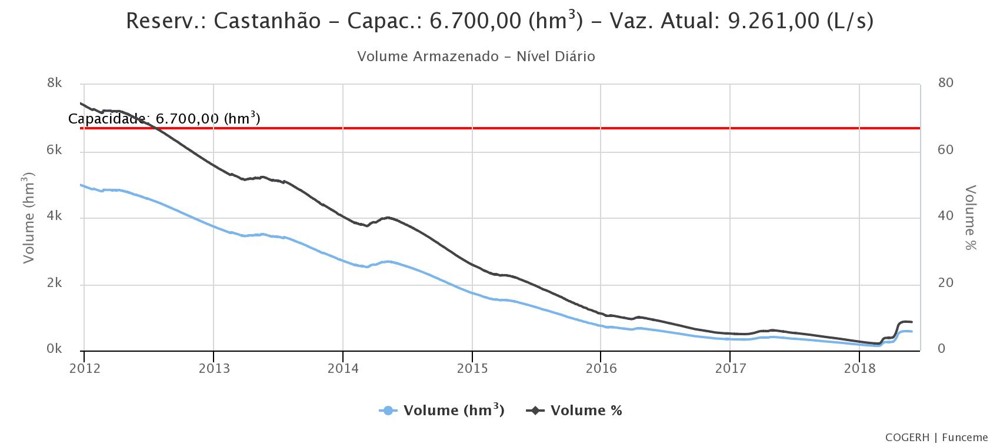 Reserv.: Castanhão – Capac.: 6.700,00 (hm³) – Vaz. Atual: 9.261,00 (L/s)
Volume Armazenado – Nível Diário
8k
80
Capacidade: 6.700,00 (hm³)
6k
60
Volume (hm³)
Volume %
4k
40
2k
20
0k
0
2012 2013 2014 2015 2016 2017 2018
Volume (hm³) Volume %
COGERH | Funceme